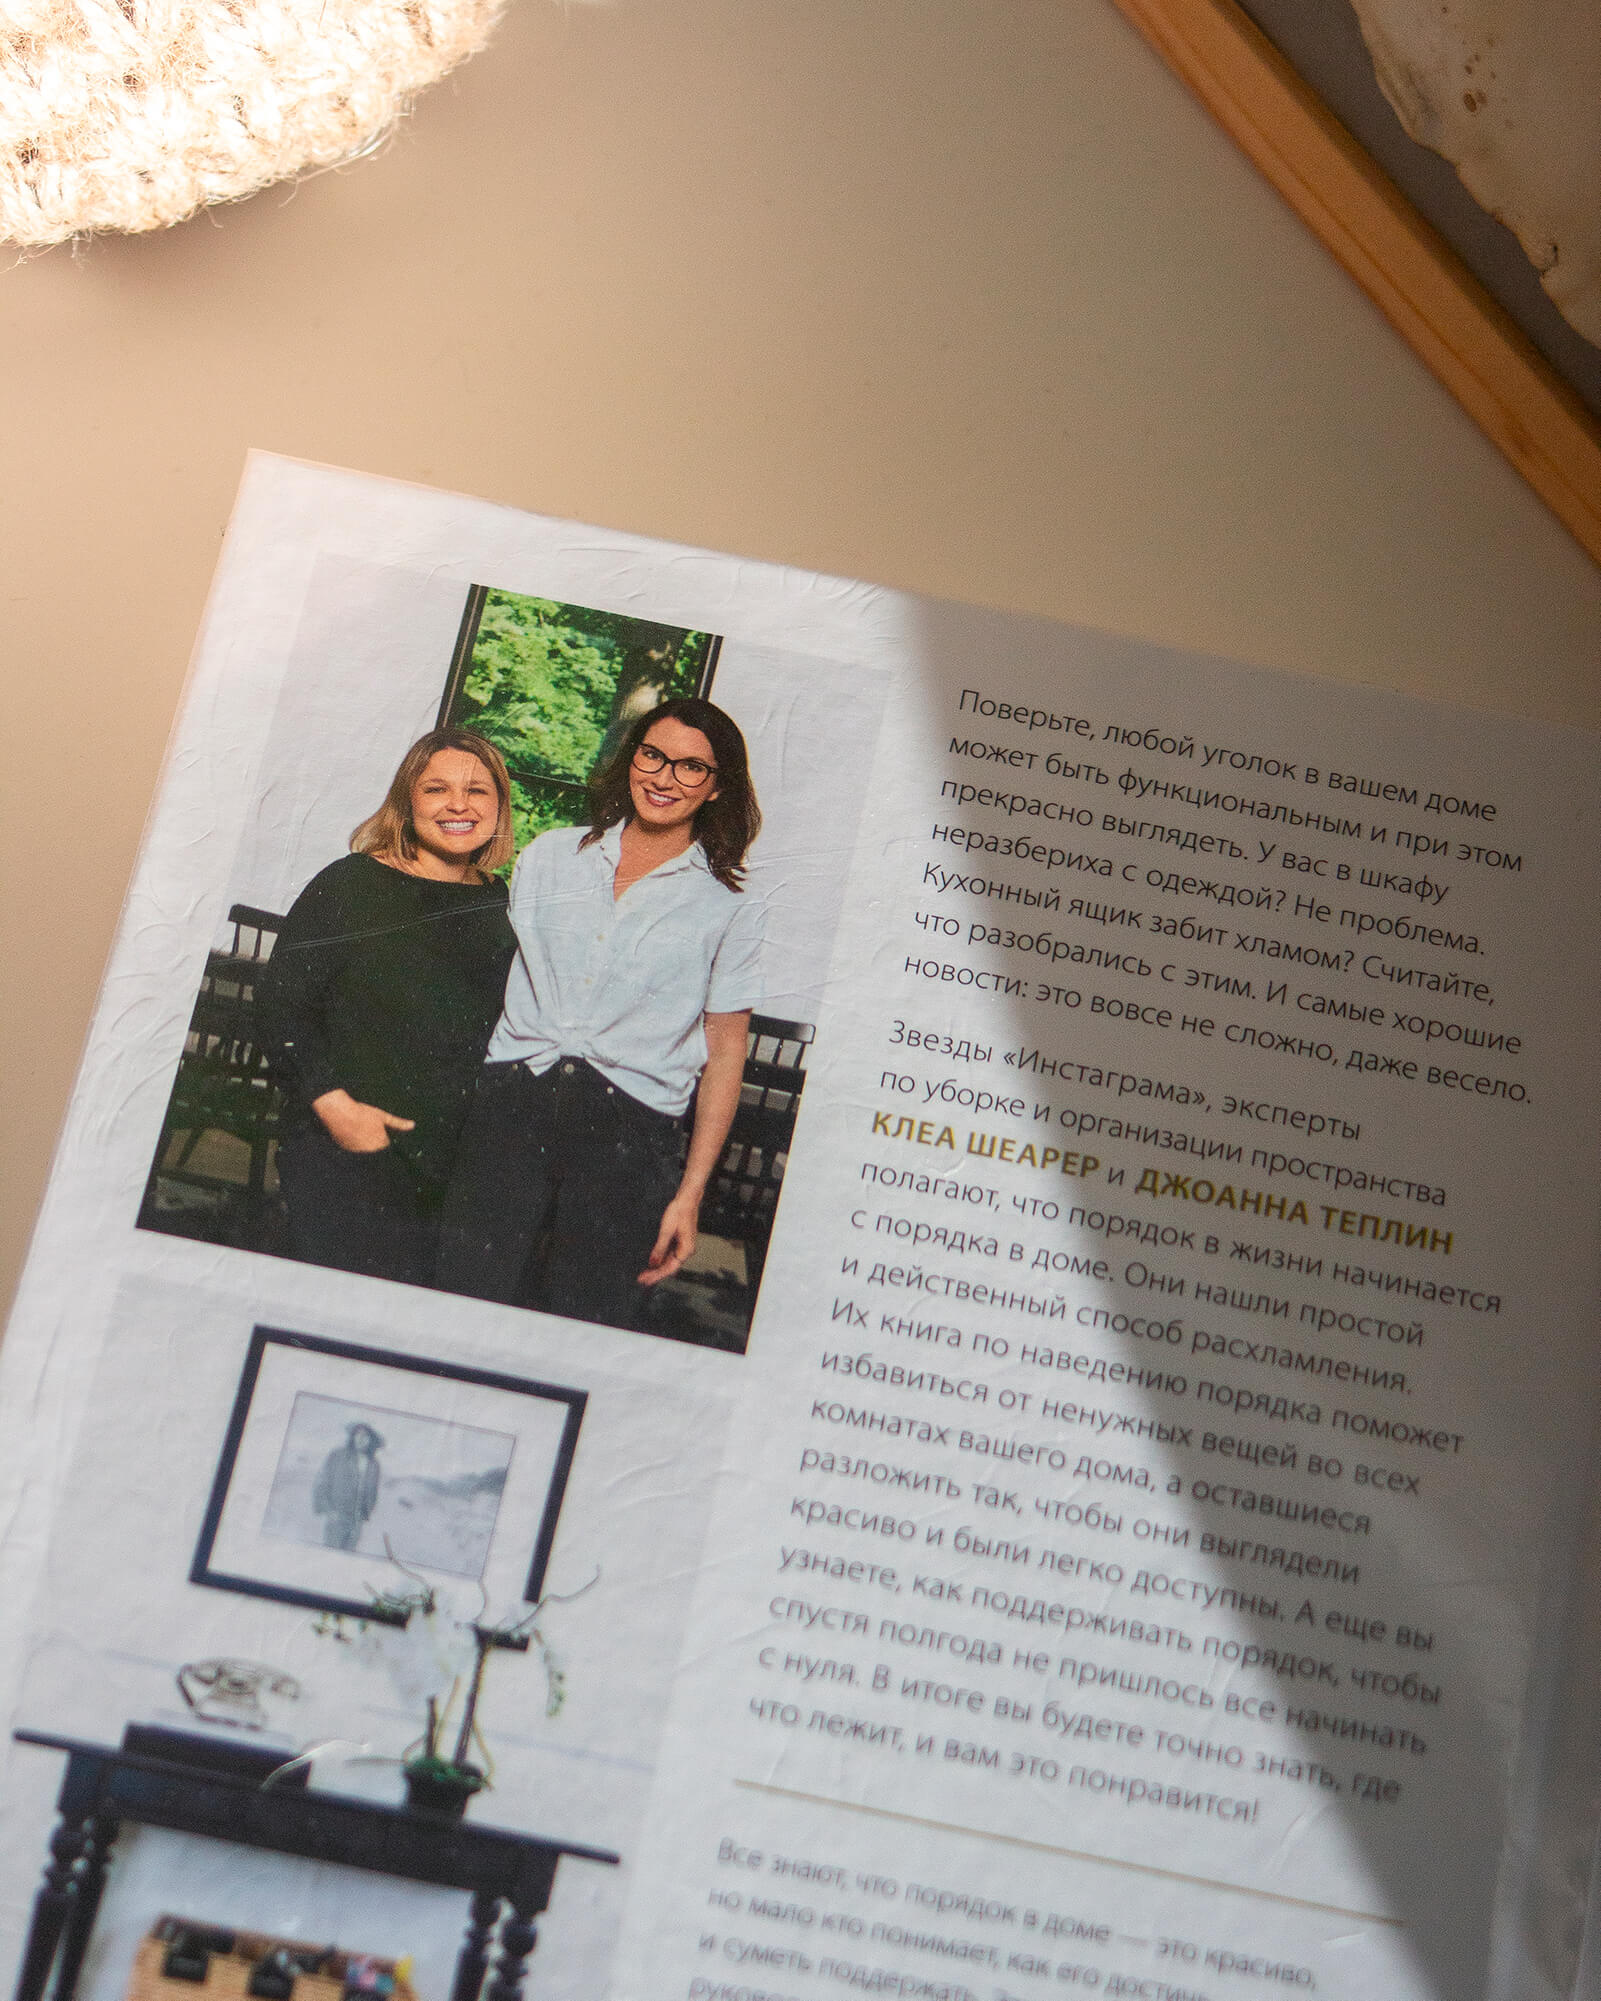 Поверьте, любой уголок в вашем доме
может быть функциональным и при этом
прекрасно выглядеть. У вас в шкафу
неразбериха с одеждой? Не проблема.
Кухонный ящик забит хламом? Считайте,
что разобрались с этим. И самые хорошие
новости: это вовсе не сложно, даже весело.
Звезды «Инстаграма», эксперты
по уборке и организации пространства
КЛЕА ШЕАРЕР и ДЖОАННА ТЕПЛИН
полагают, что порядок в жизни начинается
с порядка в доме. Они нашли простой
и действенный способ расхламления.
Их книга по наведению порядка поможет
избавиться от ненужных вещей во всех
комнатах вашего дома, а оставшиеся
разложить так, чтобы они выглядели
красиво и были легко доступны. А еще вы
узнаете, как поддерживать порядок, чтобы
спустя полгода не пришлось все начинать
с нуля. В итоге вы будете точно знать, где
что лежит, и вам это понравится!
Все знают, что порядок в доме — это красиво,
но мало кто понимает, как его
и суметь поддержать.